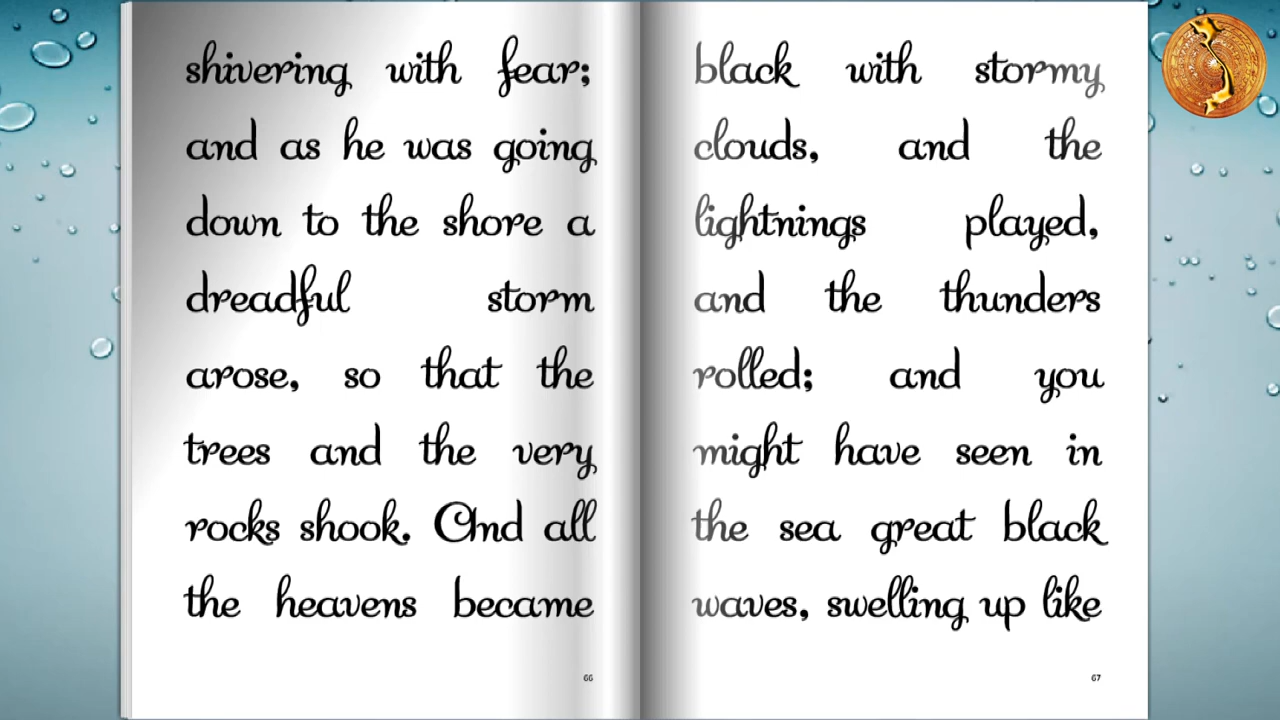 shivering with fear;
and as he was going
down to the shore a
dreadful storm
arose, so that the
trees and the very
rocks shook. And all
the heavens became
66
black with stormy
clouds, and the
lightnings played,
and the thunders
rolled; and you
might have seen in
the sea great black
waves, swelling up like
67